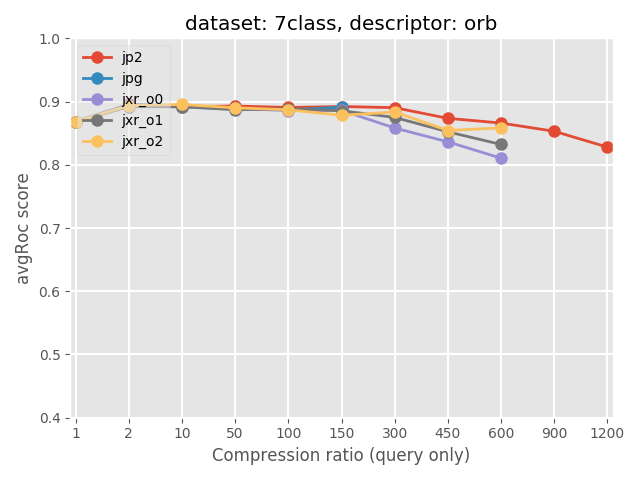 dataset: 7class, descriptor: orb
1.0
0.9
0.8
0.7
0.6
0.5
0.4
avgRoc score
jp2
jpg
jxr_o0
jxr_o1
jxr_o2
1 2 10 50 100 150 300 450 600 900 1200
Compression ratio (query only)